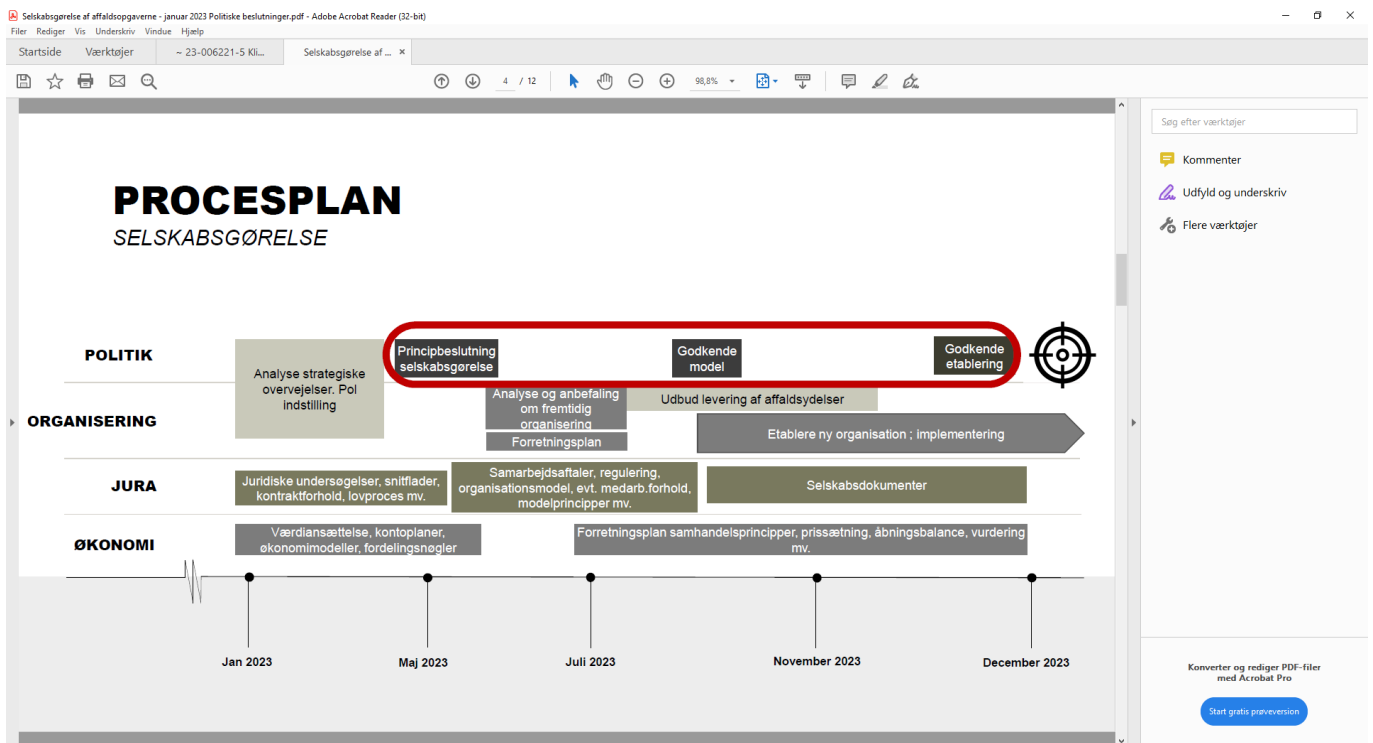 Selskabsgørelse af affaldsopgaverne - januar 2023 Politiske beslutninger.pdf - Adobe Acrobat Reader (32-bit)
Filer Rediger Vis Underskriv Vindue Hjælp
Startside Værktøjer ~ 23-006221-5 Kli... Selskabsgørelse af ... ×
4 / 12 98,8%
Søg efter værktøjer
Kommenter
Udfyld og underskriv
Flere værktøjer
PROCESPLAN
SELSKABSGØRELSE
POLITIK
Analyse strategiske
overvejelser. Pol
indstilling
Principbeslutning
selskabsgørelse
Godkende
model
Godkende
etablering
ORGANISERING
Analyse og anbefaling
om fremtidig
organisering
Forretningsplan
Udbud levering af affaldsydelser
Etablere ny organisation ; implementering
JURA
Juridiske undersøgelser, snitflader,
kontraktforhold, lovproces mv.
Samarbejdsaftaler, regulering,
organisationsmodel, evt. medarb.forhold,
modelprincipper mv.
Selskabsdokumenter
ØKONOMI
Værdiansættelse, kontoplaner,
økonomimodeller, fordelingsnøgler
Forretningsplan samhandelsprincipper, prissætning, åbningsbalance, vurdering
mv.
Jan 2023 Maj 2023 Juli 2023 November 2023 December 2023
Konverter og rediger PDF-filer
med Acrobat Pro
Start gratis prøveversion